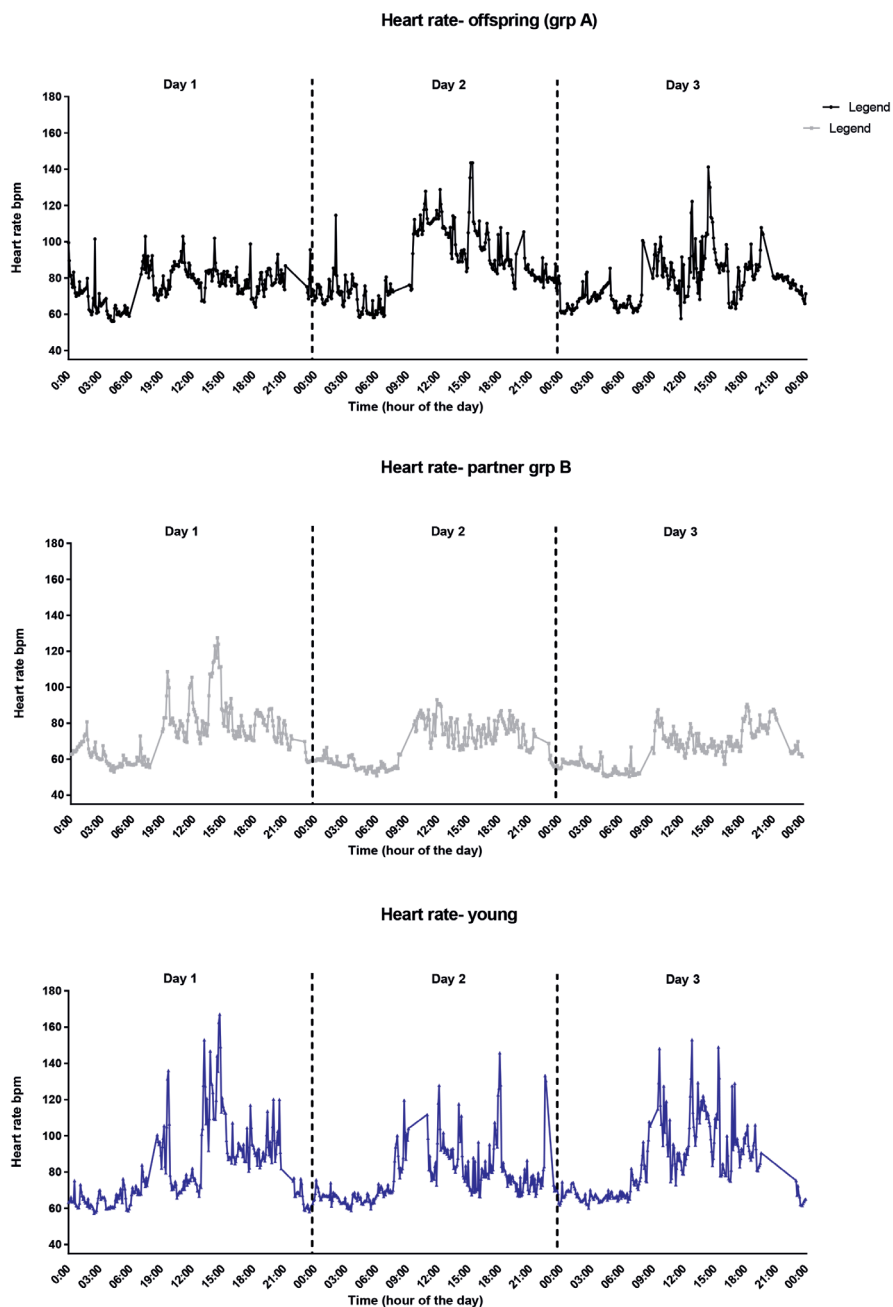 Heart rate- offspring (grp A)
Day 1 Day 2 Day 3
Legend
Legend
Heart rate bpm
180
160
140
120
100
80
60
40
0:00 03:00 06:00 19:00 12:00 15:00 18:00 21:00 00:00 03:00 06:00 09:00 12:00 15:00 18:00 21:00 00:00 03:00 06:00 09:00 12:00 15:00 18:00 21:00 00:00
Time (hour of the day)
Heart rate- partner grp B
Day 1 Day 2 Day 3
Heart rate bpm
180
160
140
120
100
80
60
40
0:00 03:00 06:00 19:00 12:00 15:00 18:00 21:00 00:00 03:00 06:00 09:00 12:00 15:00 18:00 21:00 00:00 03:00 06:00 09:00 12:00 15:00 18:00 21:00 00:00
Time (hour of the day)
Heart rate- young
Day 1 Day 2 Day 3
Heart rate bpm
180
160
140
120
100
80
60
40
0:00 03:00 06:00 19:00 12:00 15:00 18:00 21:00 00:00 03:00 06:00 09:00 12:00 15:00 18:00 21:00 00:00 03:00 06:00 09:00 12:00 15:00 18:00 21:00 00:00
Time (hour of the day)